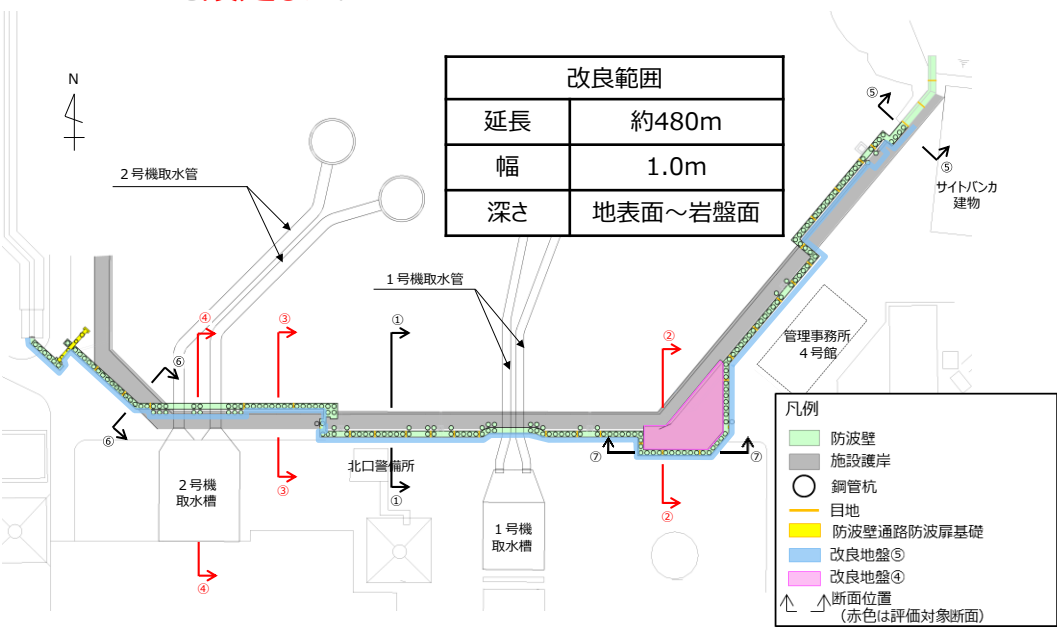 改良範囲
延長 約480m
幅 1.0m
深さ 地表面～岩盤面
N
⑤
⑤
サイトバンカ
建物
2号機取水管
1号機取水管
管理事務所
4号館
④
③
①
②
⑥
⑥
⑦
⑦
北口警備所
③
①
②
2号機
取水槽
1号機
取水槽
④
凡例
防波壁
施設護岸
鋼管杭
目地
防波壁通路防波扉基礎
改良地盤⑤
改良地盤④
断面位置
(赤色は評価対象断面)